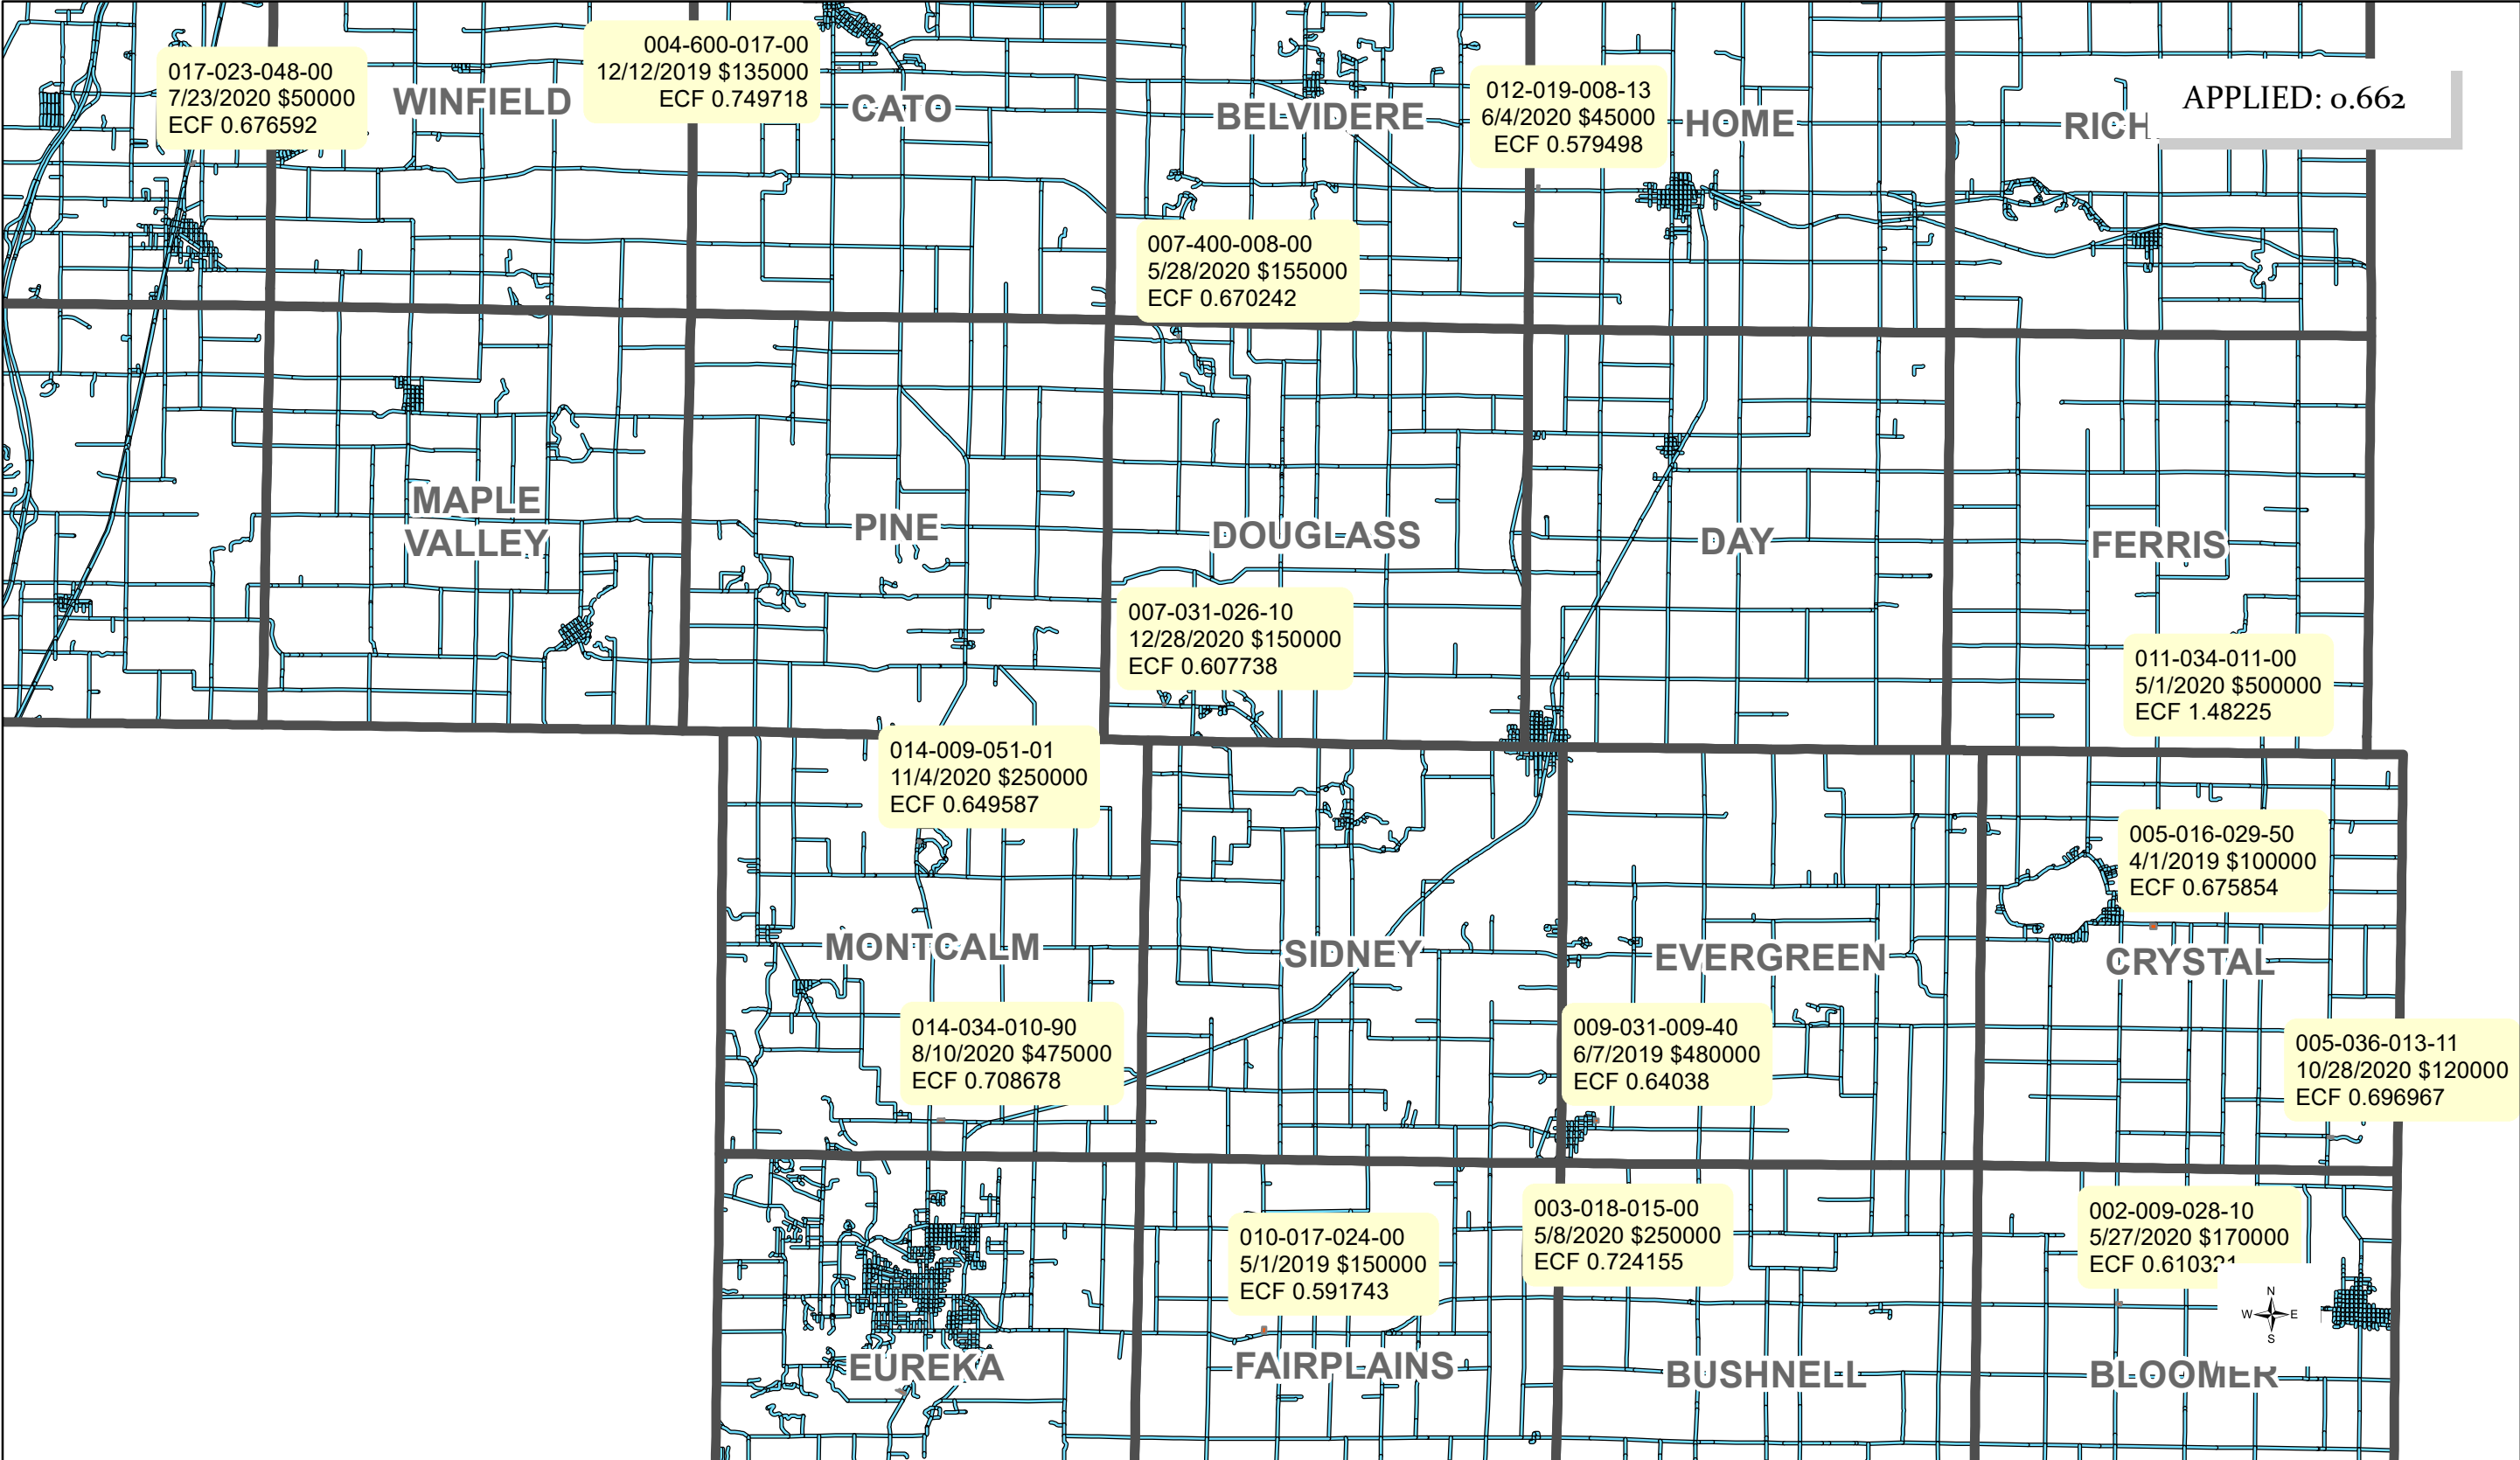 017-023-048-00
7/23/2020 $50000
ECF 0.676592
WINFIELD
004-600-017-00
12/12/2019 $135000
ECF 0.749718
CATO
BELVIDERE
012-019-008-13
6/4/2020 $45000
ECF 0.579498
HOME
RICH
APPLIED: 0.662
007-400-008-00
5/28/2020 $155000
ECF 0.670242
MAPLE
VALLEY
PINE
DOUGLASS
DAY
FERRIS
007-031-026-10
12/28/2020 $150000
ECF 0.607738
011-034-011-00
5/1/2020 $500000
ECF 1.48225
014-009-051-01
11/4/2020 $250000
ECF 0.649587
005-016-029-50
4/1/2019 $100000
ECF 0.675854
MONTCALM
SIDNEY
EVERGREEN
CRYSTAL
014-034-010-90
8/10/2020 $475000
ECF 0.708678
009-031-009-40
6/7/2019 $480000
ECF 0.64038
005-036-013-11
10/28/2020 $120000
ECF 0.696967
010-017-024-00
5/1/2019 $150000
ECF 0.591743
003-018-015-00
5/8/2020 $250000
ECF 0.724155
002-009-028-10
5/27/2020 $170000
ECF 0.610321
N
W E
S
EUREKA
FAIRPLAINS
BUSHNELL
BLOOMER